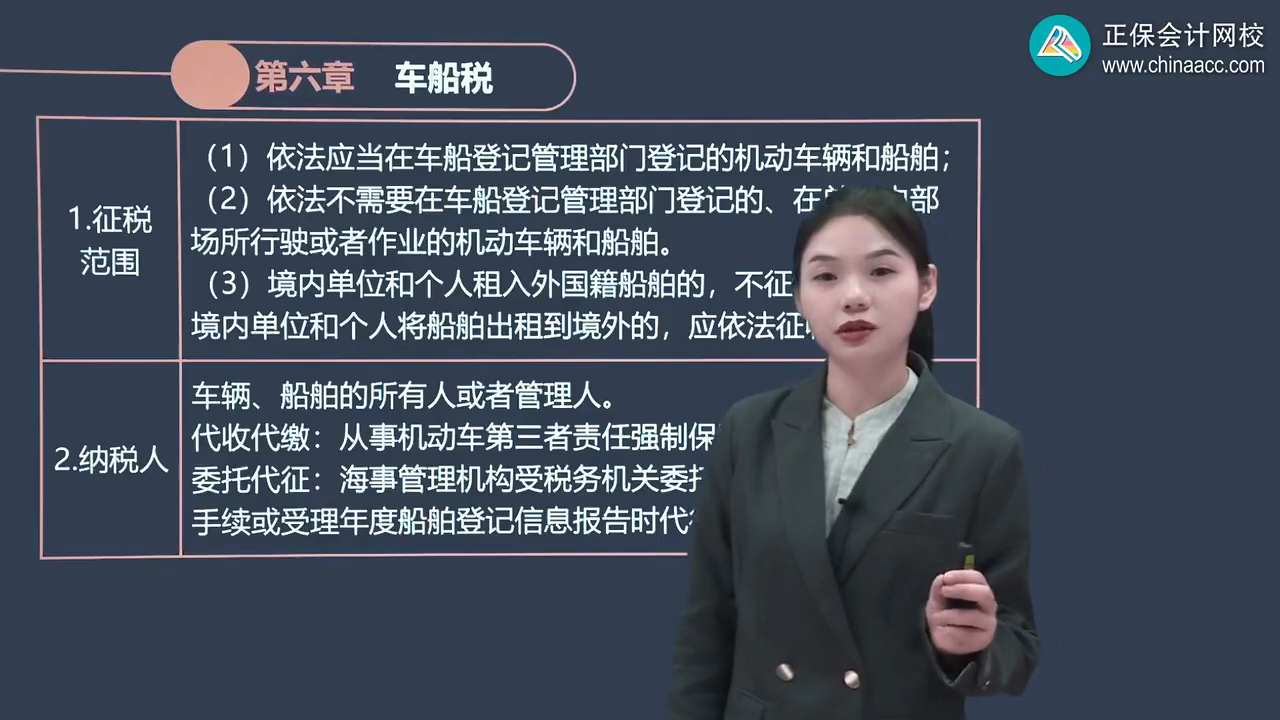 正保会计网校
www.chinaacc.com
第六章 车船税
1.征税
范围
（1）依法应当在车船登记管理部门登记的机动车辆和船舶；
（2）依法不需要在车船登记管理部门登记的、在 部
场所行驶或者作业的机动车辆和船舶。
（3）境内单位和个人租入外国籍船舶的，不征
境内单位和个人将船舶出租到境外的，应依法征
2.纳税人
车辆、船舶的所有人或者管理人。
代收代缴：从事机动车第三者责任强制保
委托代征：海事管理机构受税务机关委托
手续或受理年度船舶登记信息报告时代